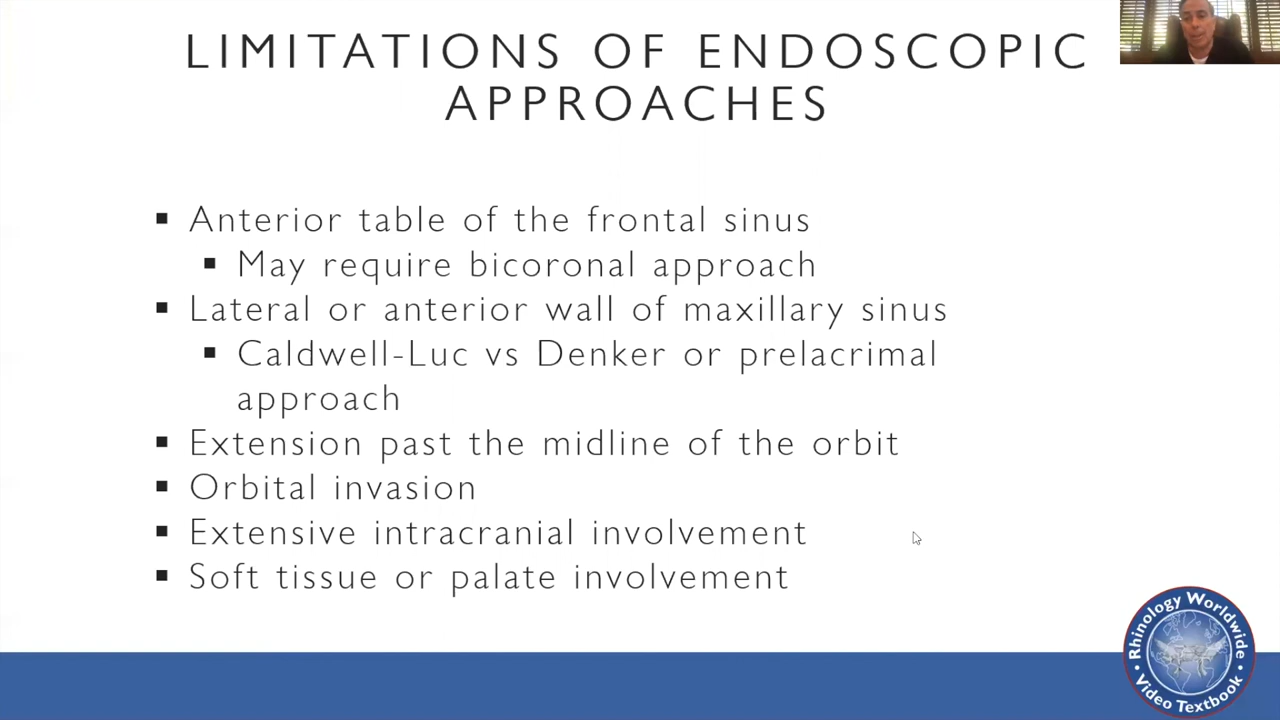 LIMITATIONS OF ENDOSCOPIC
APPROACHES
Anterior table of the frontal sinus
May require bicoronal approach
Lateral or anterior wall of maxillary sinus
Caldwell-Luc vs Denker or prelacrimal
approach
Extension past the midline of the orbit
Orbital invasion
Extensive intracranial involvement
Soft tissue or palate involvement
Rhinology Worldwide
• Video Textbook •